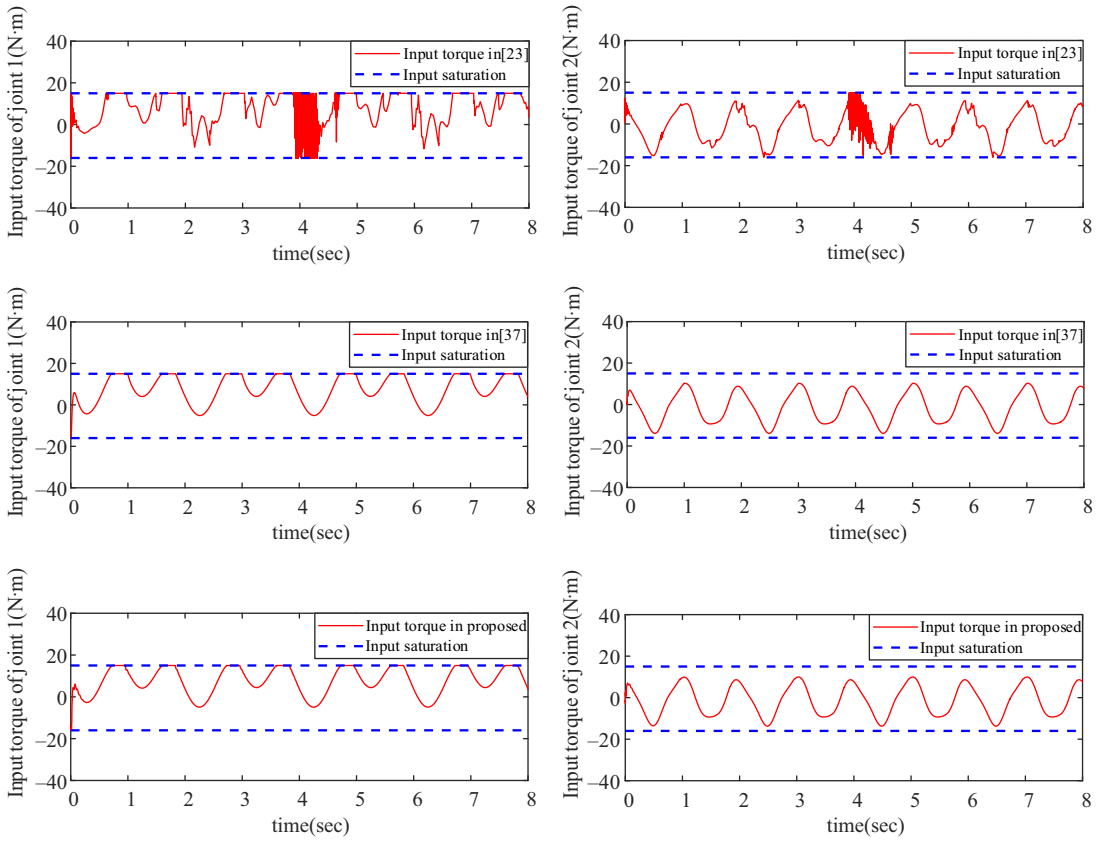 Input torque of joint 1(N·m)
40
20
0
−20
−40
Input torque in[23]
Input saturation
0 1 2 3 4 5 6 7 8
time(sec)
Input torque of joint 2(N·m)
40
20
0
−20
−40
Input torque in[23]
Input saturation
0 1 2 3 4 5 6 7 8
time(sec)
Input torque of joint 1(N·m)
40
20
0
−20
−40
Input torque in[37]
Input saturation
0 1 2 3 4 5 6 7 8
time(sec)
Input torque of joint 2(N·m)
40
20
0
−20
−40
Input torque in[37]
Input saturation
0 1 2 3 4 5 6 7 8
time(sec)
Input torque of joint 1(N·m)
40
20
0
−20
−40
Input torque in proposed
Input saturation
0 1 2 3 4 5 6 7 8
time(sec)
Input torque of joint 2(N·m)
40
20
0
−20
−40
Input torque in proposed
Input saturation
0 1 2 3 4 5 6 7 8
time(sec)